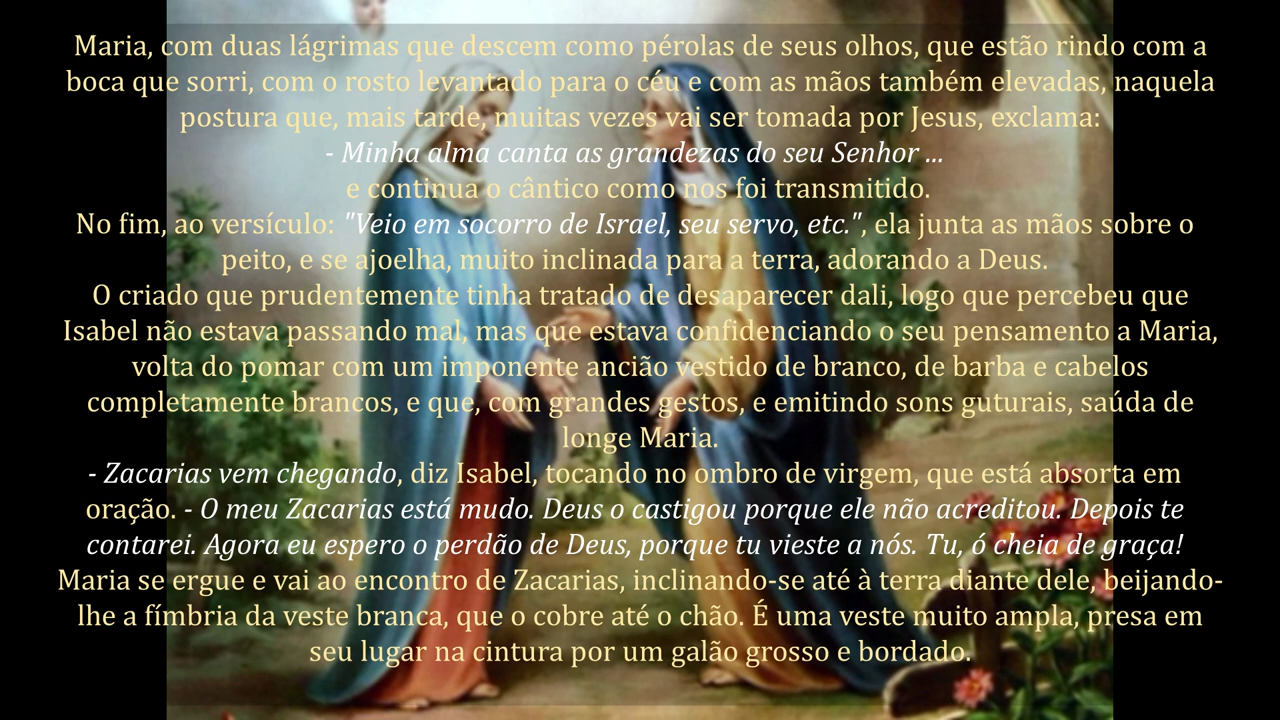 Maria, com duas lágrimas que descem como pérolas de seus olhos, que estão rindo com a
boca que sorri, com o rosto levantado para o céu e com as mãos também elevadas, naquela
postura que, mais tarde, muitas vezes vai ser tomada por Jesus, exclama:
- Minha alma canta as grandezas do seu Senhor ...
e continua o cântico como nos foi transmitido.
No fim, ao versículo: "Veio em socorro de Israel, seu servo, etc.", ela junta as mãos sobre o
peito, e se ajoelha, muito inclinada para a terra, adorando a Deus.
O criado que prudentemente tinha tratado de desaparecer dali, logo que percebeu que
Isabel não estava passando mal, mas que estava confidenciando o seu pensamento a Maria,
volta do pomar com um imponente ancião vestido de branco, de barba e cabelos
completamente brancos, e que, com grandes gestos, e emitindo sons guturais, saúda de
longe Maria.
- Zacarias vem chegando, diz Isabel, tocando no ombro de virgem, que está absorta em
oração. - O meu Zacarias está mudo. Deus o castigou porque ele não acreditou. Depois te
contarei. Agora eu espero o perdão de Deus, porque tu vieste a nós. Tu, ó cheia de graça!
Maria se ergue e vai ao encontro de Zacarias, inclinando-se até à terra diante dele, beijando-
lhe a fímbria da veste branca, que o cobre até o chão. É uma veste muito ampla, presa em
seu lugar na cintura por um galão grosso e bordado.